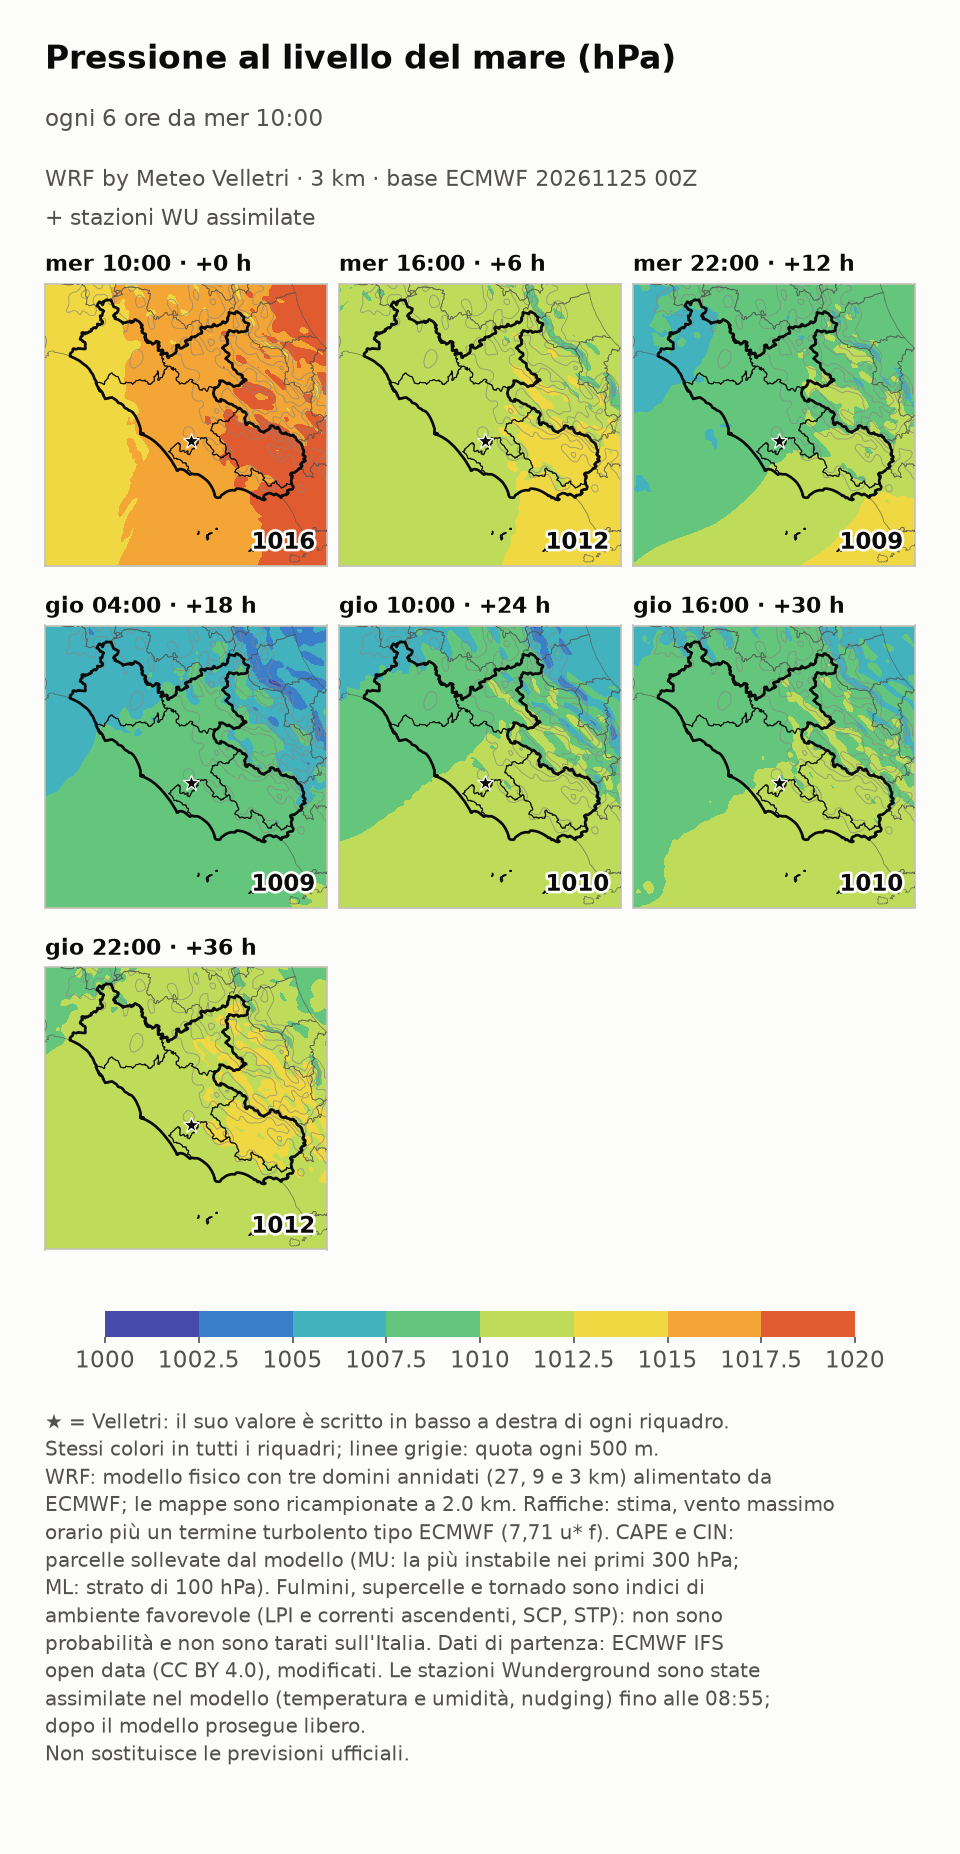 Pressione al livello del mare (hPa)
ogni 6 ore da mer 10:00
WRF by Meteo Velletri · 3 km · base ECMWF 20261125 00Z
+ stazioni WU assimilate
mer 10:00 · +0 h
mer 16:00 · +6 h
mer 22:00 · +12 h
1016
1012
1009
gio 04:00 · +18 h
gio 10:00 · +24 h
gio 16:00 · +30 h
1009
1010
1010
gio 22:00 · +36 h
1012
1000 1002.5 1005 1007.5 1010 1012.5 1015 1017.5 1020
★ = Velletri: il suo valore è scritto in basso a destra di ogni riquadro.
Stessi colori in tutti i riquadri; linee grigie: quota ogni 500 m.
WRF: modello fisico con tre domini annidati (27, 9 e 3 km) alimentato da
ECMWF; le mappe sono ricampionate a 2.0 km. Raffiche: stima, vento massimo
orario più un termine turbolento tipo ECMWF (7,71 u* f). CAPE e CIN:
parcelle sollevate dal modello (MU: la più instabile nei primi 300 hPa;
ML: strato di 100 hPa). Fulmini, supercelle e tornado sono indici di
ambiente favorevole (LPI e correnti ascendenti, SCP, STP): non sono
probabilità e non sono tarati sull'Italia. Dati di partenza: ECMWF IFS
open data (CC BY 4.0), modificati. Le stazioni Wunderground sono state
assimilate nel modello (temperatura e umidità, nudging) fino alle 08:55;
dopo il modello prosegue libero.
Non sostituisce le previsioni ufficiali.